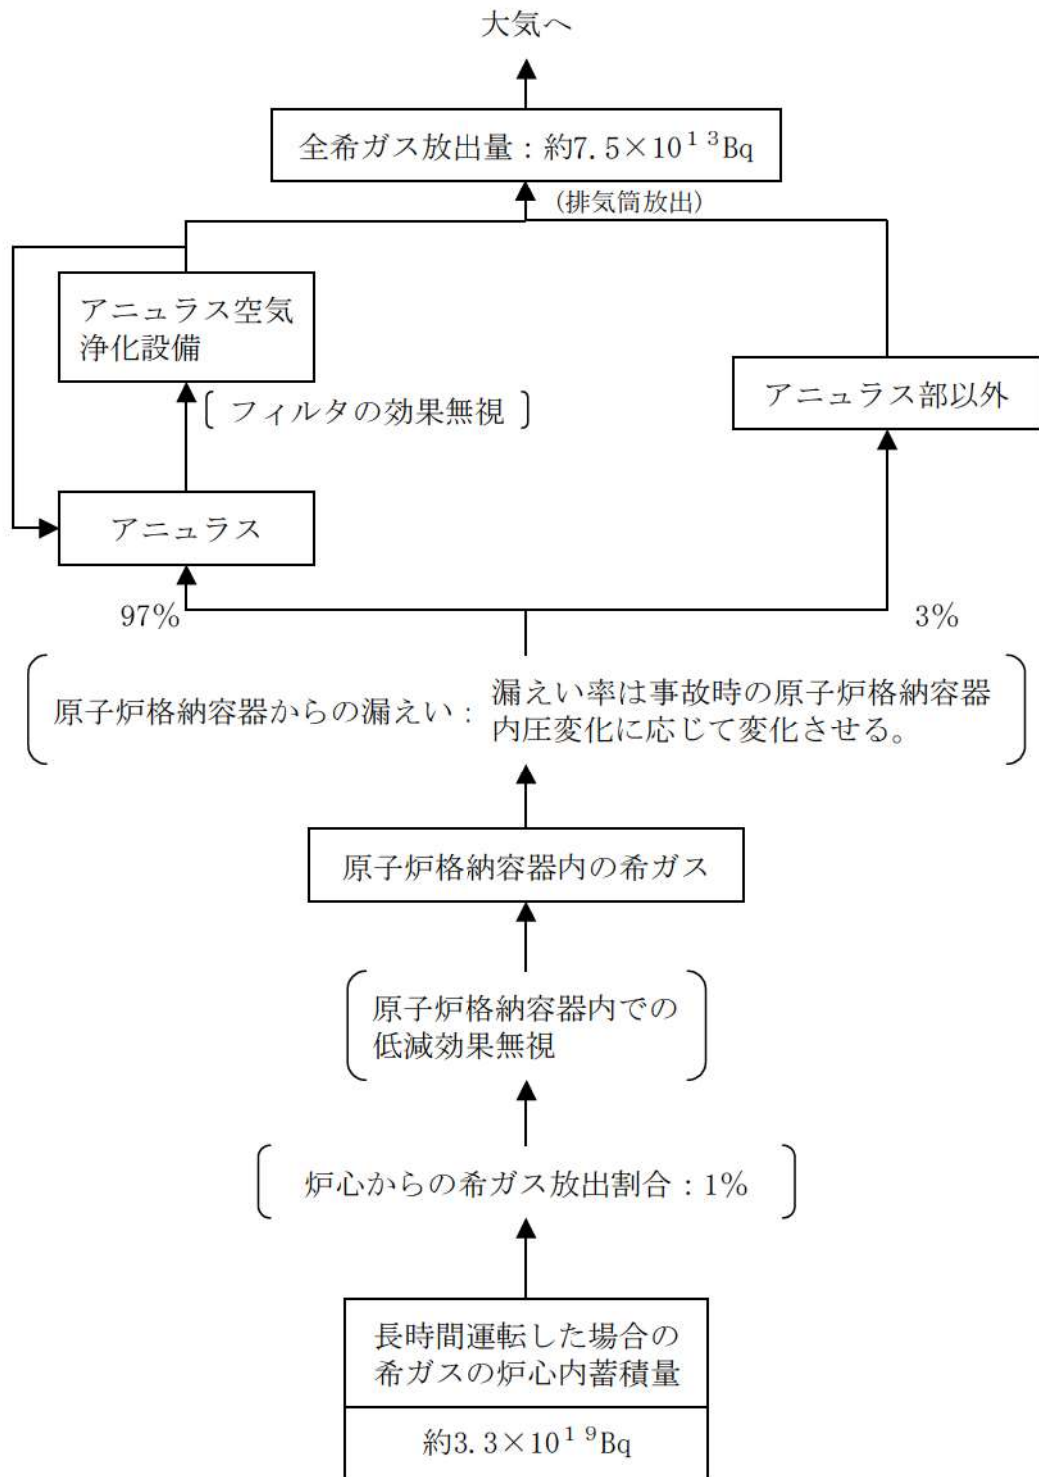 大気へ
全希ガス放出量：約7.5×10¹³Bq
(排気筒放出)
アニュラス空気
浄化設備
アニュラス部以外
〔 フィルタの効果無視 〕
アニュラス
97%
3%
原子炉格納容器からの漏えい：
漏えい率は事故時の原子炉格納容器
内圧変化に応じて変化させる。
原子炉格納容器内の希ガス
原子炉格納容器内での
低減効果無視
炉心からの希ガス放出割合：1%
長時間運転した場合の
希ガスの炉心内蓄積量
約3.3×10¹⁹Bq